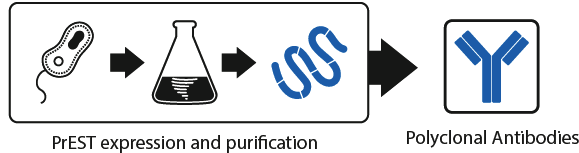 PrEST expression and purification
Polyclonal Antibodies